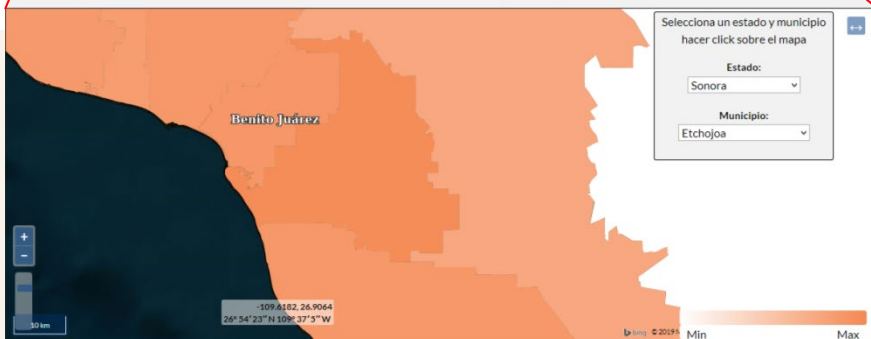 Selecciona un estado y municipio
hacer click sobre el mapa
Estado:
Sonora
Municipio:
Etchojoa
↔
Benito Juárez
+
−
10 km
-109.6182, 26.9064
26° 54′ 23″ N 109° 37′ 5″ W
bing © 2019
Min
Max